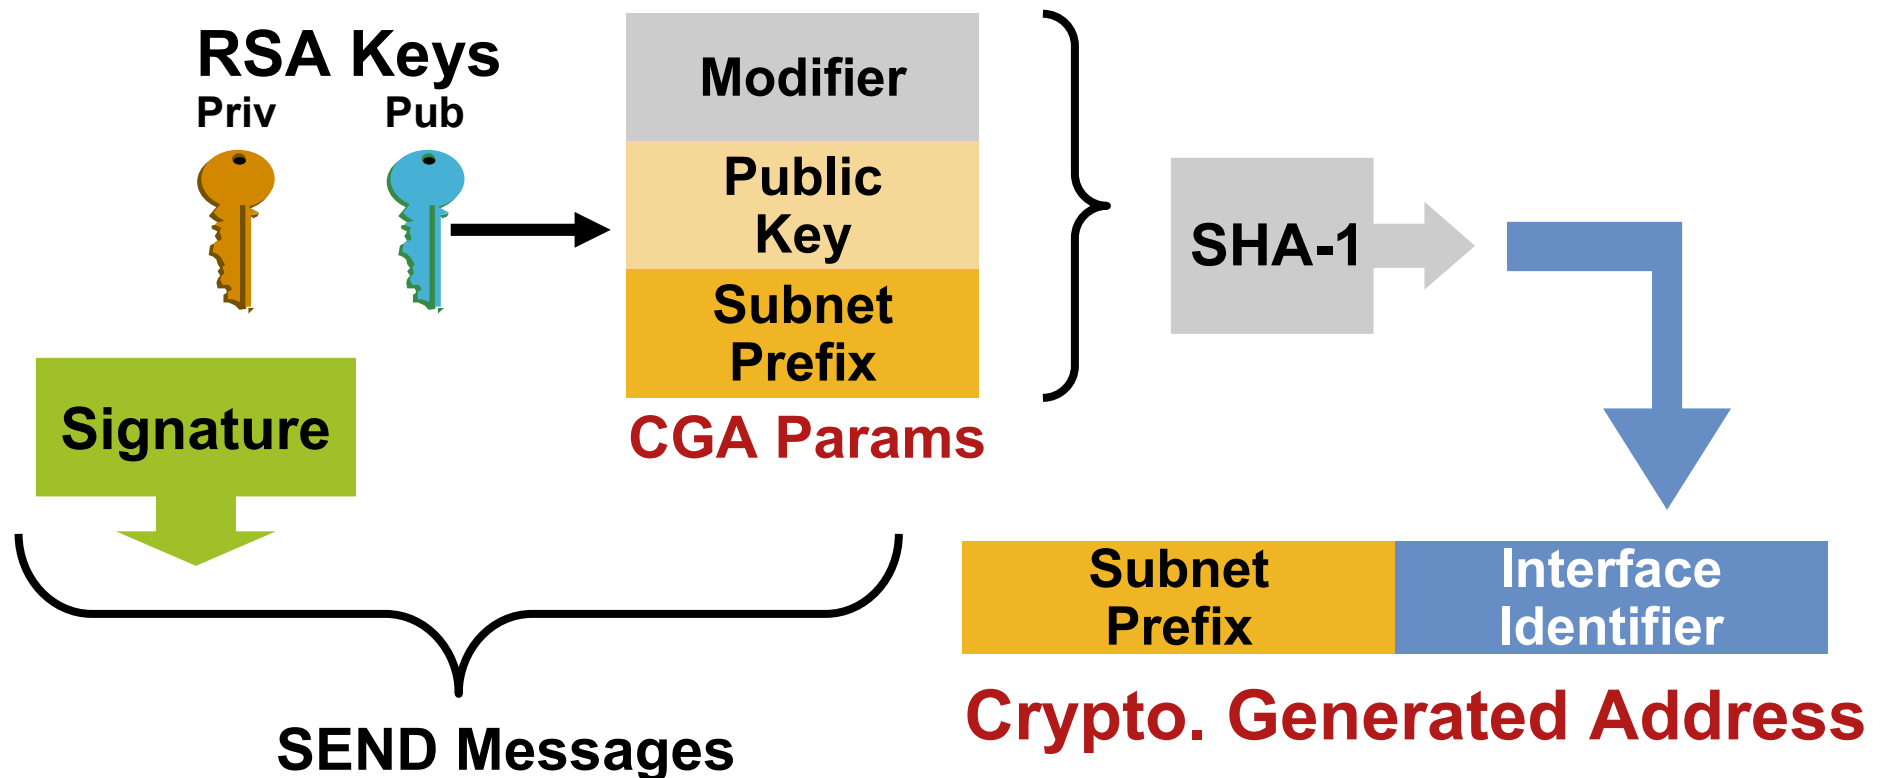 RSA Keys
Priv
Pub
Modifier
Public
Key
Subnet
Prefix
CGA Params
SHA-1
Signature
SEND Messages
Subnet
Prefix
Interface
Identifier
Crypto. Generated Address